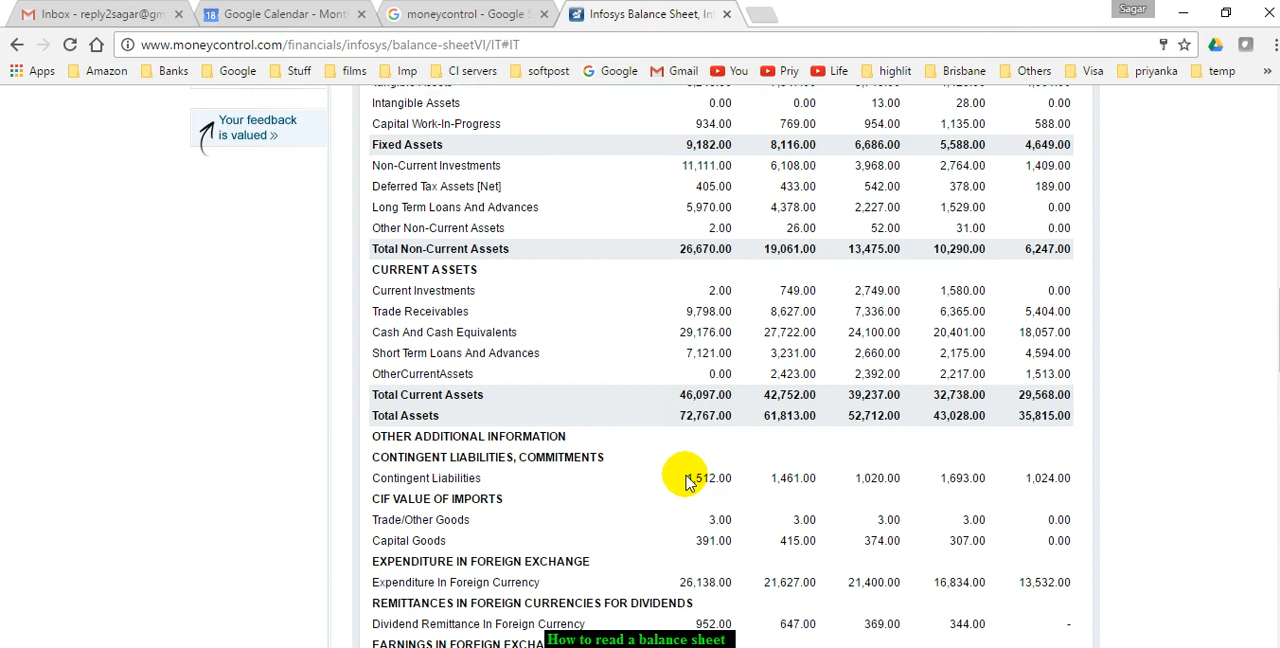 Inbox - reply2sagar@gm
Google Calendar - Mont
moneycontrol - Google S
Infosys Balance Sheet, In
Sagar
www.moneycontrol.com/financials/infosys/balance-sheetVI/IT#IT
Apps Amazon Banks Google Stuff films Imp CI servers softpost Google Gmail You Priy Life highlit Brisbane Others Visa priyanka temp »
Your feedback
is valued »
Intangible Assets 0.00 0.00 13.00 28.00 0.00
Capital Work-In-Progress 934.00 769.00 954.00 1,135.00 588.00
Fixed Assets 9,182.00 8,116.00 6,686.00 5,588.00 4,649.00
Non-Current Investments 11,111.00 6,108.00 3,968.00 2,764.00 1,409.00
Deferred Tax Assets [Net] 405.00 433.00 542.00 378.00 189.00
Long Term Loans And Advances 5,970.00 4,378.00 2,227.00 1,529.00 0.00
Other Non-Current Assets 2.00 26.00 52.00 31.00 0.00
Total Non-Current Assets 26,670.00 19,061.00 13,475.00 10,290.00 6,247.00
CURRENT ASSETS
Current Investments 2.00 749.00 2,749.00 1,580.00 0.00
Trade Receivables 9,798.00 8,627.00 7,336.00 6,365.00 5,404.00
Cash And Cash Equivalents 29,176.00 27,722.00 24,100.00 20,401.00 18,057.00
Short Term Loans And Advances 7,121.00 3,231.00 2,660.00 2,175.00 4,594.00
OtherCurrentAssets 0.00 2,423.00 2,392.00 2,217.00 1,513.00
Total Current Assets 46,097.00 42,752.00 39,237.00 32,738.00 29,568.00
Total Assets 72,767.00 61,813.00 52,712.00 43,028.00 35,815.00
OTHER ADDITIONAL INFORMATION
CONTINGENT LIABILITIES, COMMITMENTS
Contingent Liabilities 1,512.00 1,461.00 1,020.00 1,693.00 1,024.00
CIF VALUE OF IMPORTS
Trade/Other Goods 3.00 3.00 3.00 3.00 0.00
Capital Goods 391.00 415.00 374.00 307.00 0.00
EXPENDITURE IN FOREIGN EXCHANGE
Expenditure In Foreign Currency 26,138.00 21,627.00 21,400.00 16,834.00 13,532.00
REMITTANCES IN FOREIGN CURRENCIES FOR DIVIDENDS
Dividend Remittance In Foreign Currency 952.00 647.00 369.00 344.00 -
EARNINGS IN FOREIGN EXCHA
How to read a balance sheet